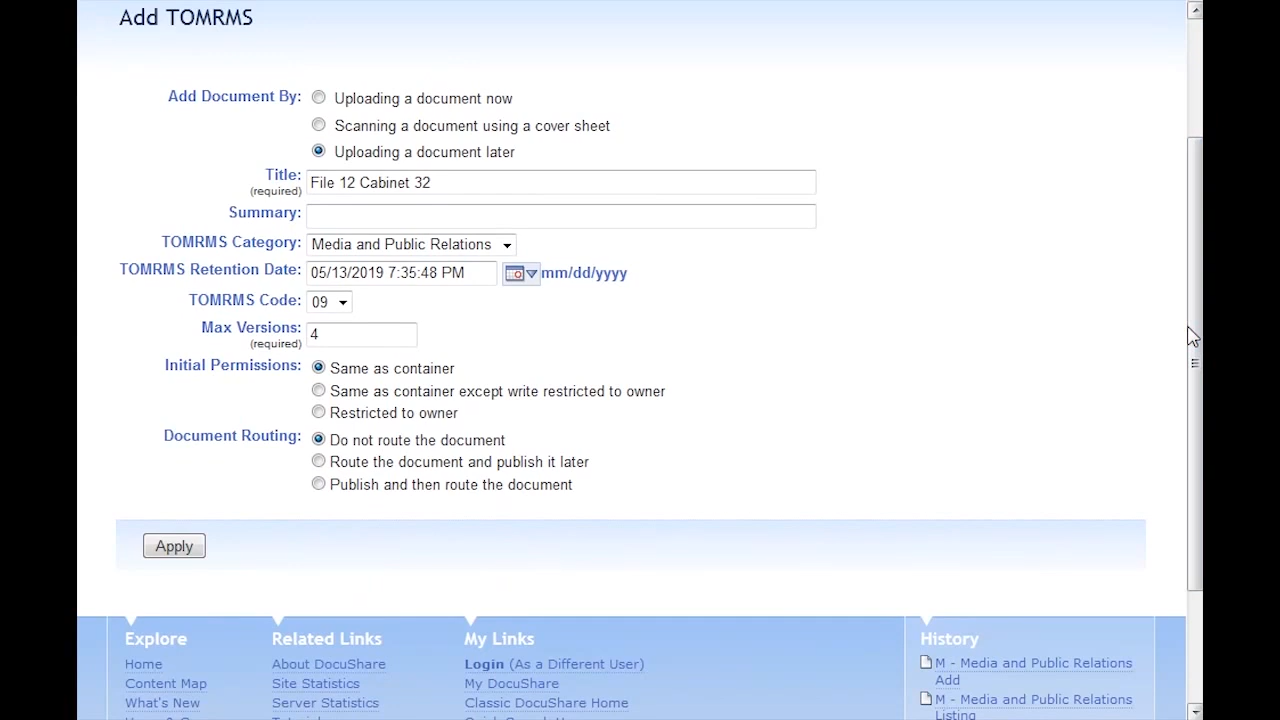 Add TOMRMS
Add Document By:
Uploading a document now
Scanning a document using a cover sheet
Uploading a document later
Title:
(required)
File 12 Cabinet 32
Summary:
TOMRMS Category:
Media and Public Relations
TOMRMS Retention Date:
05/13/2019 7:35:48 PM
mm/dd/yyyy
TOMRMS Code:
09
Max Versions:
(required)
4
Initial Permissions:
Same as container
Same as container except write restricted to owner
Restricted to owner
Document Routing:
Do not route the document
Route the document and publish it later
Publish and then route the document
Apply
Explore
Home
Content Map
What's New
Related Links
About DocuShare
Site Statistics
Server Statistics
My Links
Login (As a Different User)
My DocuShare
Classic DocuShare Home
History
M - Media and Public Relations
Add
M - Media and Public Relations
Listing